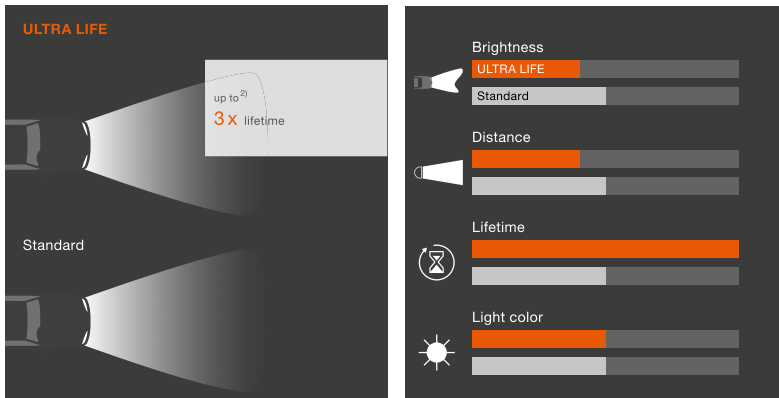 ULTRA LIFE
up to 2)
3 x lifetime
Standard
Brightness
ULTRA LIFE
Standard
Distance
Lifetime
Light color